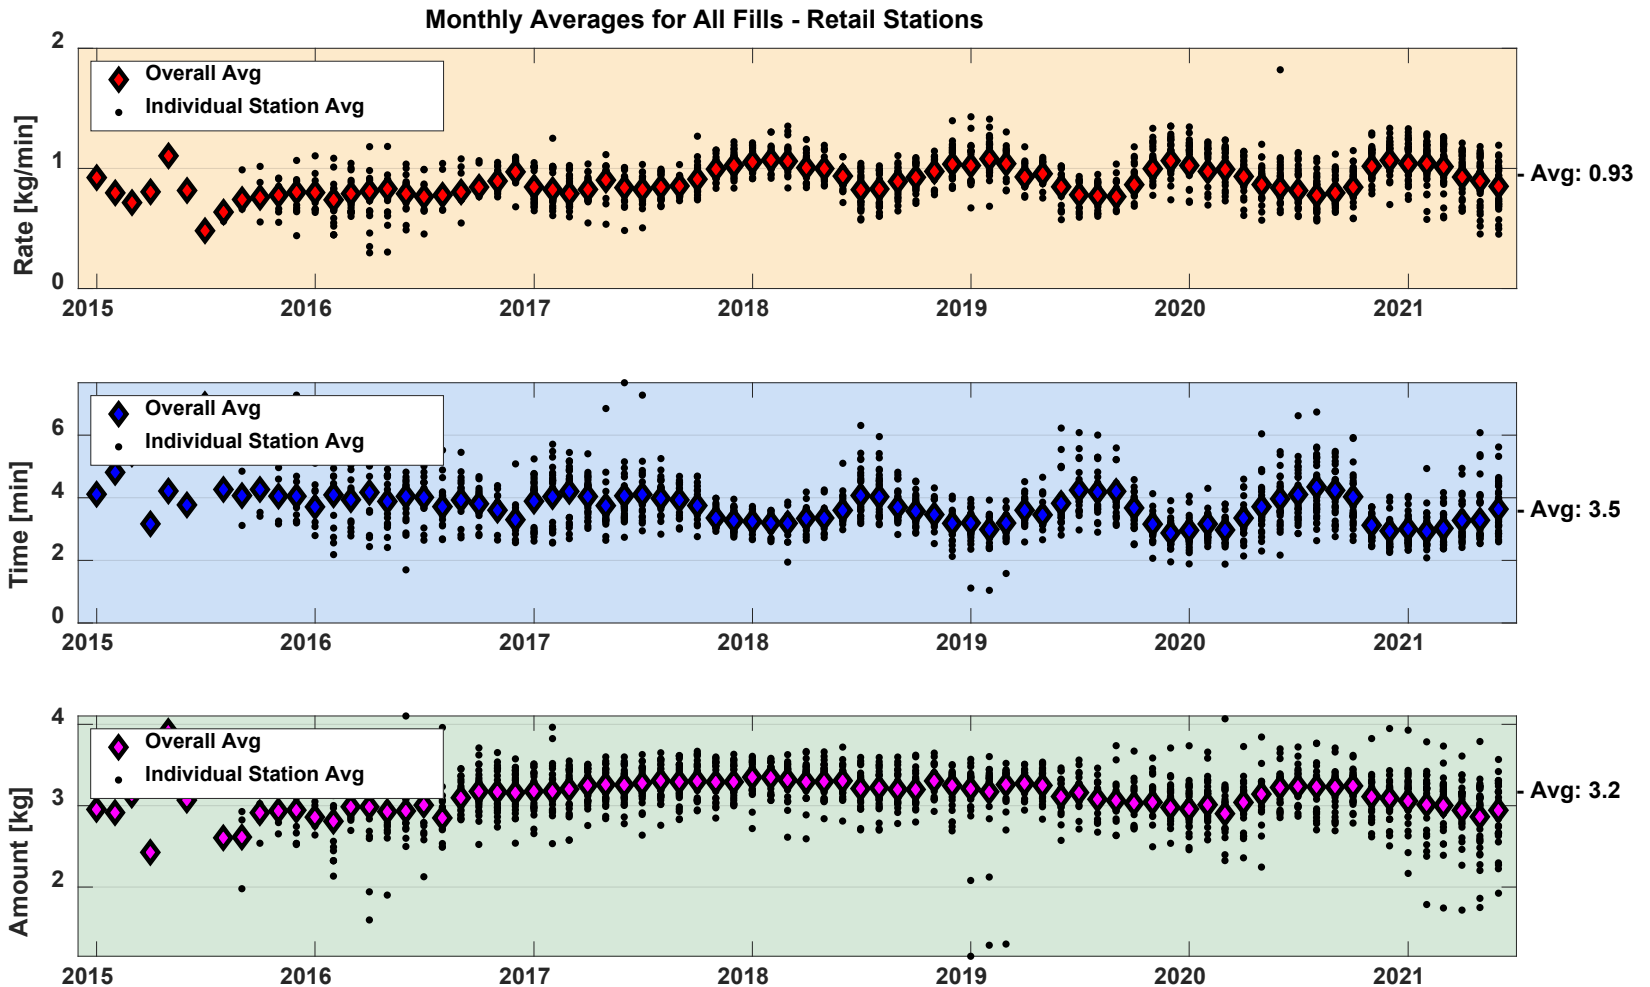 Monthly Averages for All Fills - Retail Stations
2
Overall Avg
Individual Station Avg
1
Rate [kg/min]
- Avg: 0.93
0
2015 2016 2017 2018 2019 2020 2021
Overall Avg
6
Individual Station Avg
4
Time [min]
- Avg: 3.5
2
0
2015 2016 2017 2018 2019 2020 2021
4
Overall Avg
Individual Station Avg
3
Amount [kg]
- Avg: 3.2
2
2015 2016 2017 2018 2019 2020 2021